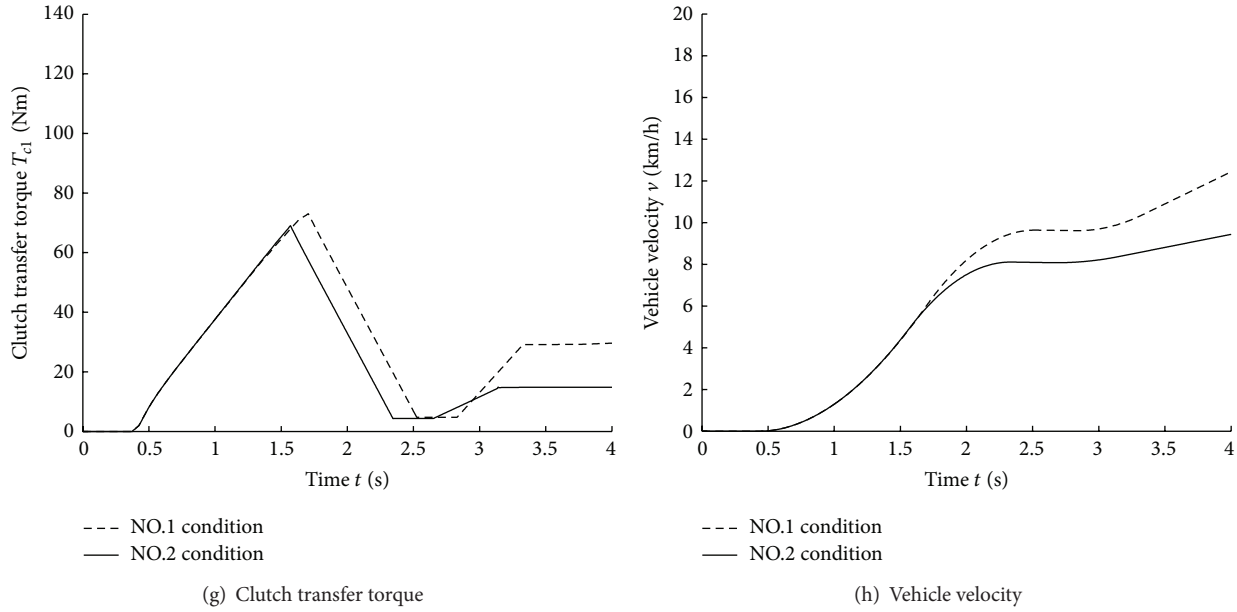 140
120
100
80
60
40
20
0
Clutch transfer torque T_c1 (Nm)
0 0.5 1 1.5 2 2.5 3 3.5 4
Time t (s)
NO.1 condition
NO.2 condition
(g) Clutch transfer torque
20
18
16
14
12
10
8
6
4
2
0
Vehicle velocity v (km/h)
0 0.5 1 1.5 2 2.5 3 3.5 4
Time t (s)
NO.1 condition
NO.2 condition
(h) Vehicle velocity